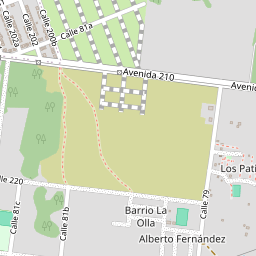 Calle 81a
Calle 202a
Calle 202
Calle 200b
Avenida 210
Avenid
Los Pati
lle 220
Calle 79
Calle 81c
Calle 81b
Barrio La
Olla
Alberto Fernández